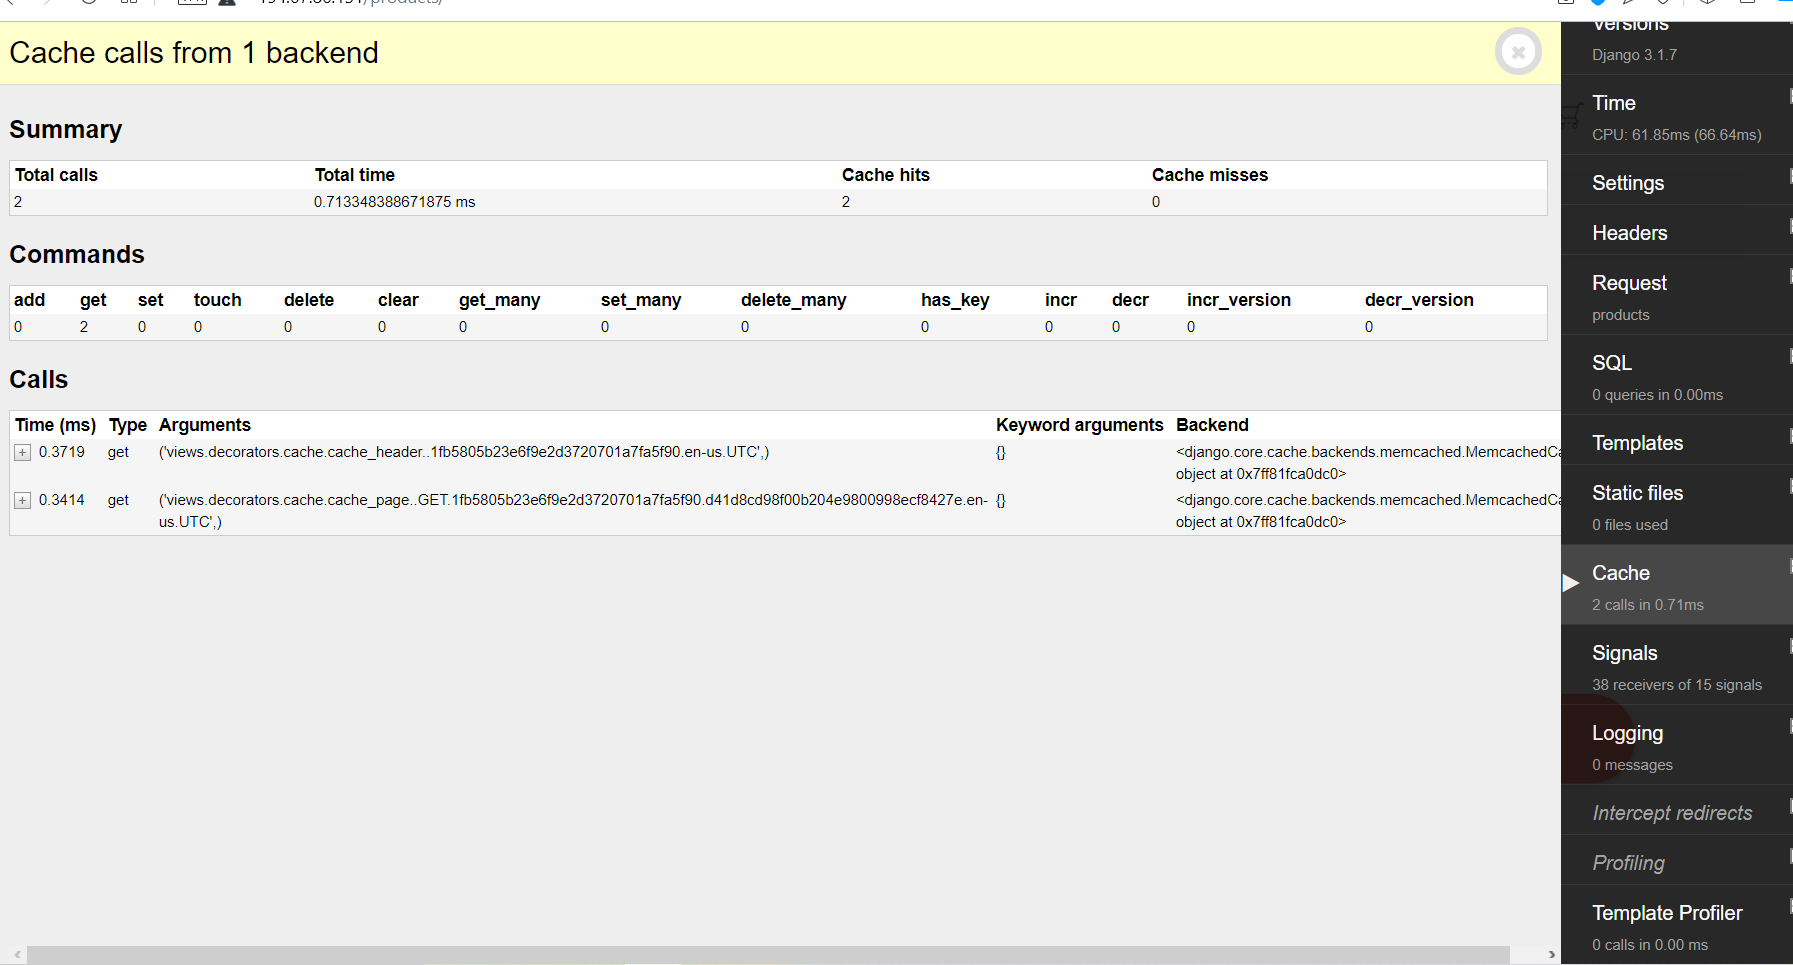 /products/
Cache calls from 1 backend
Summary
Total calls Total time Cache hits Cache misses
2 0.713348388671875 ms 2 0
Commands
add get set touch delete clear get_many set_many delete_many has_key incr decr incr_version decr_version
0 2 0 0 0 0 0 0 0 0 0 0 0 0
Calls
Time (ms) Type Arguments Keyword arguments Backend
+ 0.3719 get ('views.decorators.cache.cache_header..1fb5805b23e6f9e2d3720701a7fa5f90.en-us.UTC',) {} <django.core.cache.backends.memcached.MemcachedCa
object at 0x7ff81fca0dc0>
+ 0.3414 get ('views.decorators.cache.cache_page..GET.1fb5805b23e6f9e2d3720701a7fa5f90.d41d8cd98f00b204e9800998ecf8427e.en- {} <django.core.cache.backends.memcached.MemcachedCa
us.UTC',) object at 0x7ff81fca0dc0>
Versions
Django 3.1.7
Time
CPU: 61.85ms (66.64ms)
Settings
Headers
Request
products
SQL
0 queries in 0.00ms
Templates
Static files
0 files used
Cache
2 calls in 0.71ms
Signals
38 receivers of 15 signals
Logging
0 messages
Intercept redirects
Profiling
Template Profiler
0 calls in 0.00 ms